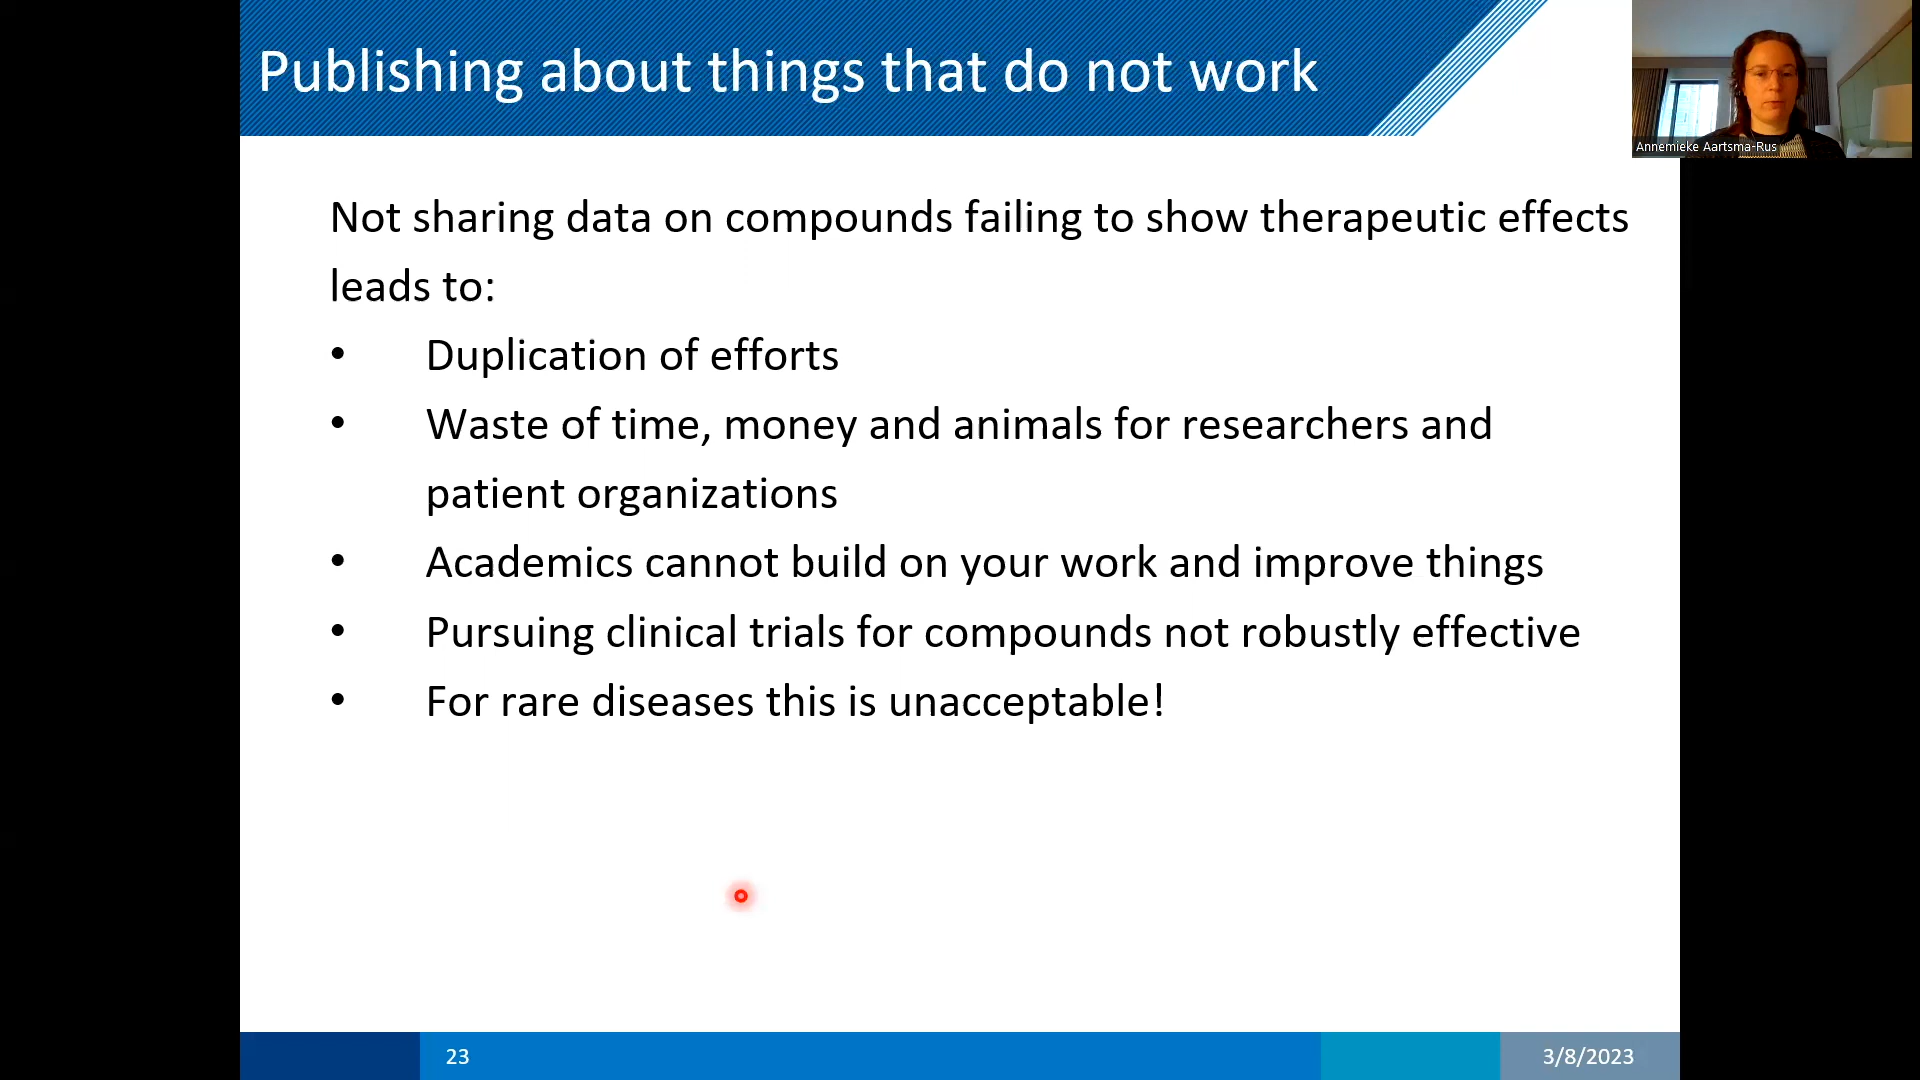 Publishing about things that do not work
Annemieke Aartsma-Rus
Not sharing data on compounds failing to show therapeutic effects
leads to:
• Duplication of efforts
• Waste of time, money and animals for researchers and
patient organizations
• Academics cannot build on your work and improve things
• Pursuing clinical trials for compounds not robustly effective
• For rare diseases this is unacceptable!
23
3/8/2023